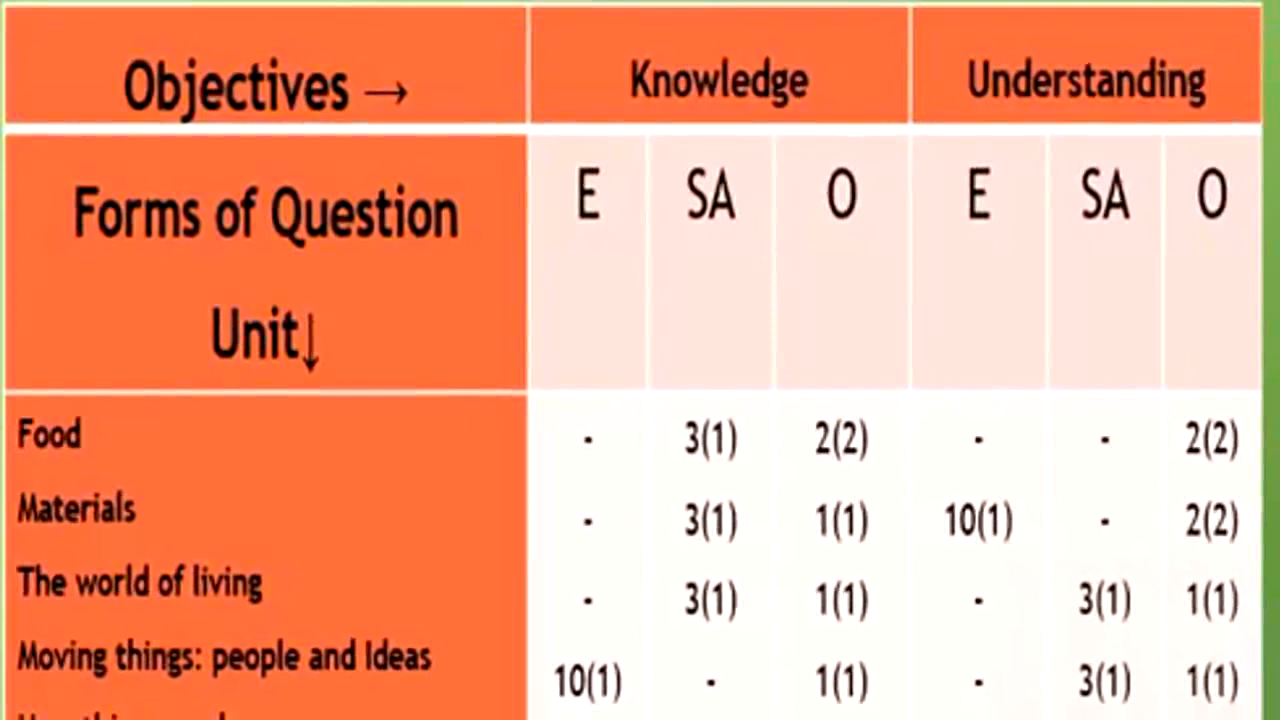 Objectives → Knowledge Understanding
Forms of Question E SA O E SA O
Unit↓
Food - 3(1) 2(2) - - 2(2)
Materials - 3(1) 1(1) 10(1) - 2(2)
The world of living - 3(1) 1(1) - 3(1) 1(1)
Moving things: people and Ideas 10(1) - 1(1) - 3(1) 1(1)